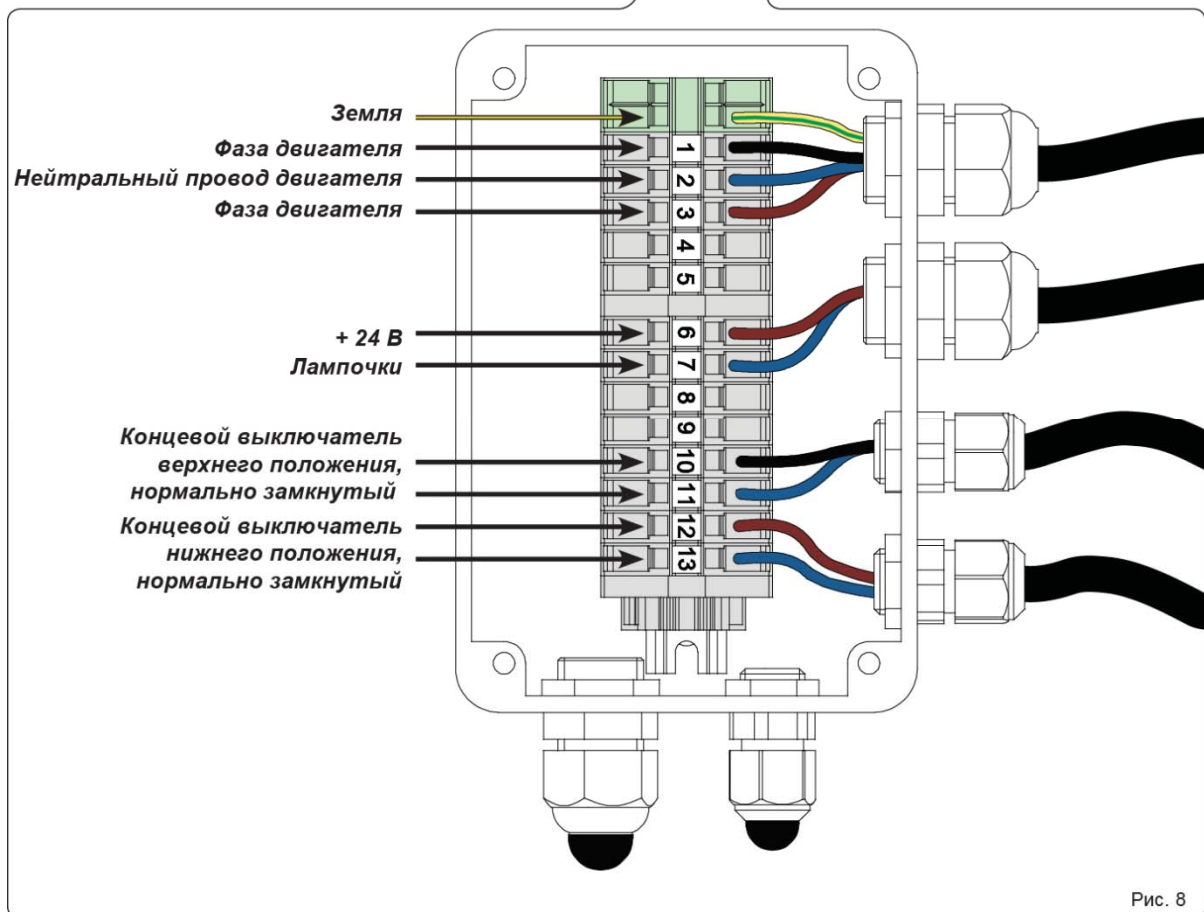 Земля
Фаза двигателя
Нейтральный провод двигателя
Фаза двигателя
+ 24 В
Лампочки
Концевой выключатель
верхнего положения,
нормально замкнутый
Концевой выключатель
нижнего положения,
нормально замкнутый
1
2
3
4
5
6
7
8
9
10
11
12
13
Рис. 8